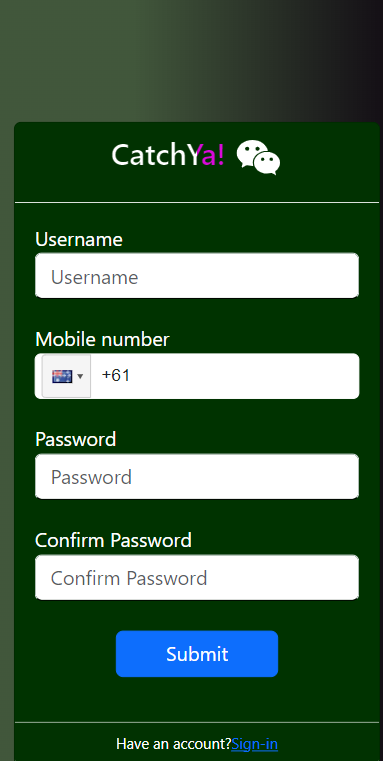 CatchYa!
Username
Username
Mobile number
+61
Password
Password
Confirm Password
Confirm Password
Submit
Have an account?Sign-in